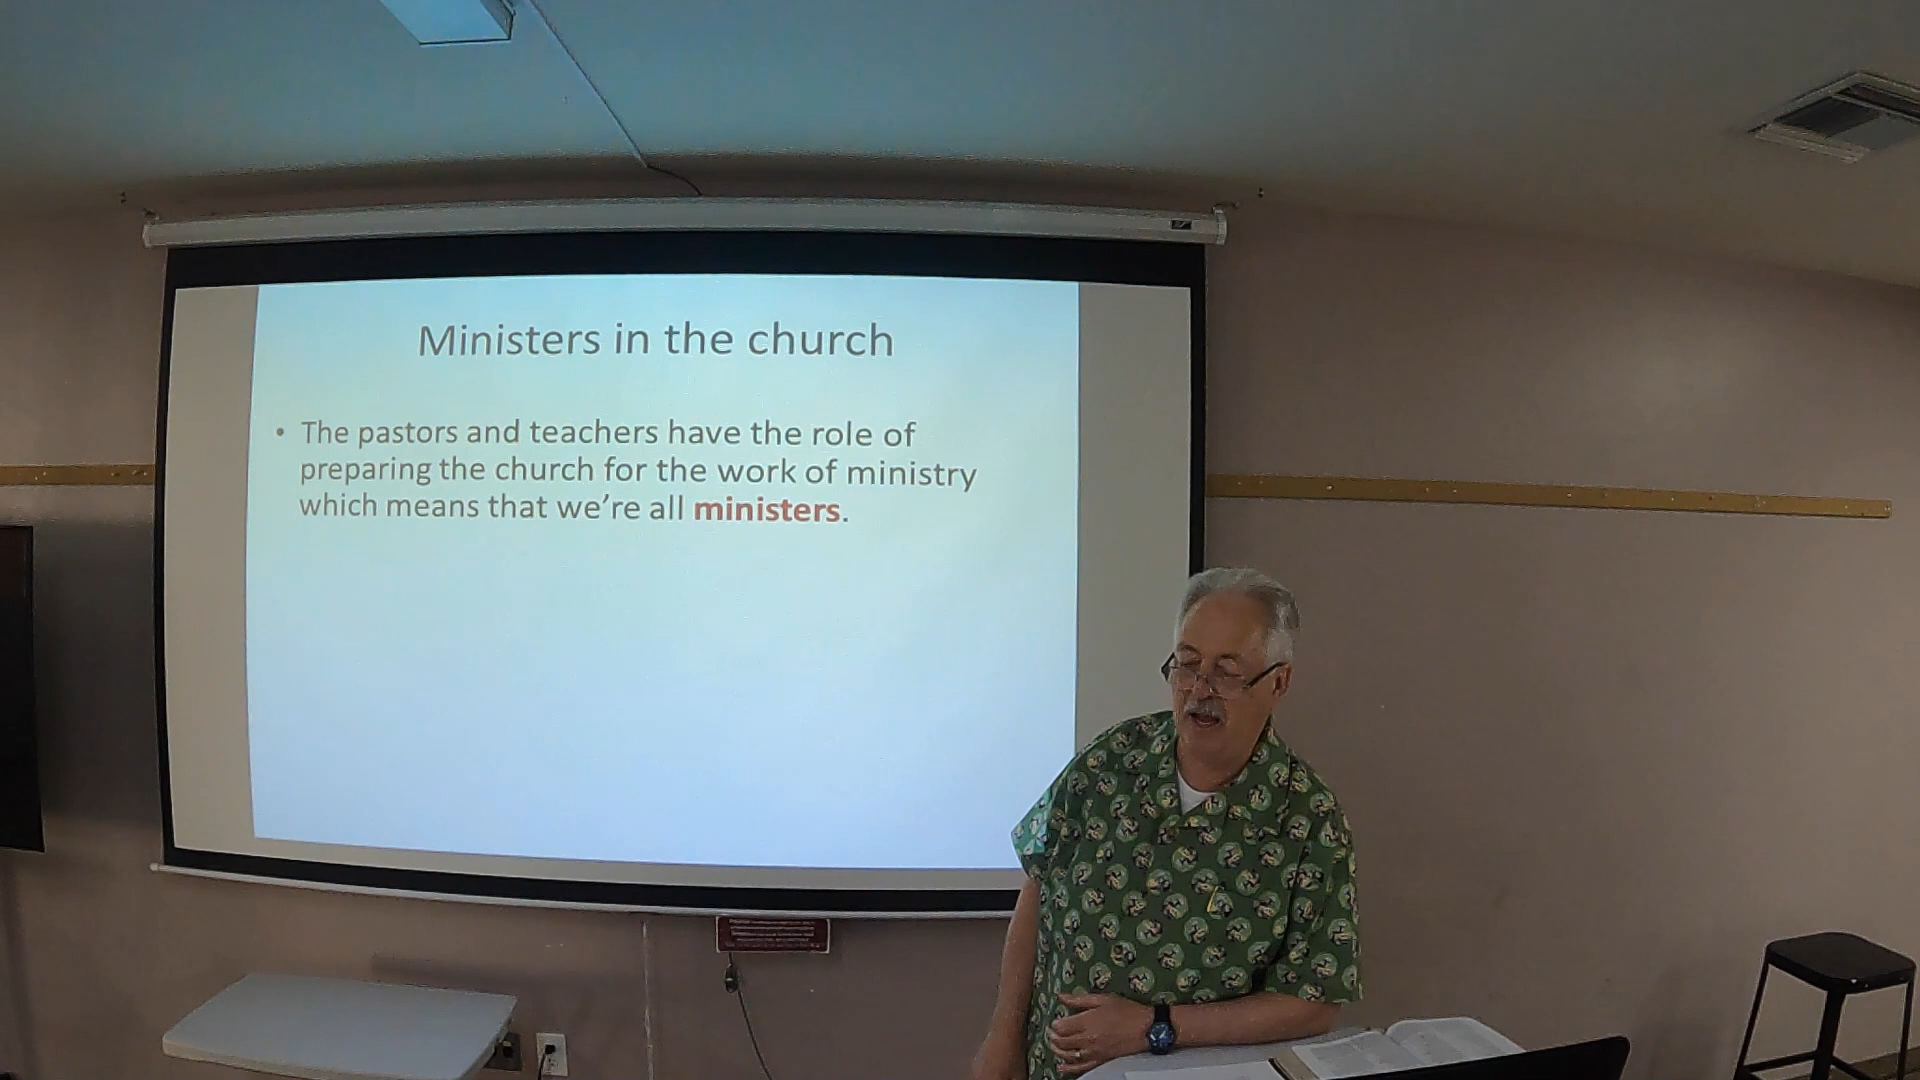 Ministers in the church
• The pastors and teachers have the role of
preparing the church for the work of ministry
which means that we're all ministers.